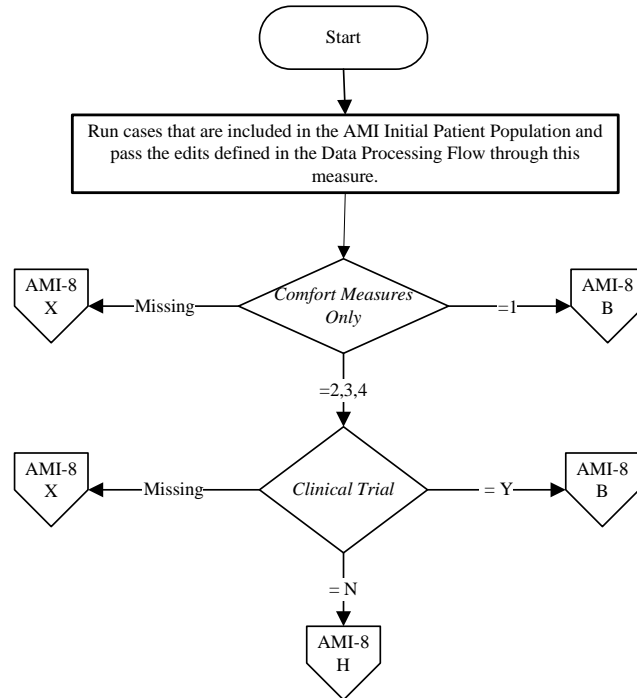 Start
Run cases that are included in the AMI Initial Patient Population and
pass the edits defined in the Data Processing Flow through this
measure.
AMI-8
X
Missing
Comfort Measures
Only
=1
AMI-8
B
=2,3,4
AMI-8
X
Missing
Clinical Trial
= Y
AMI-8
B
= N
AMI-8
H